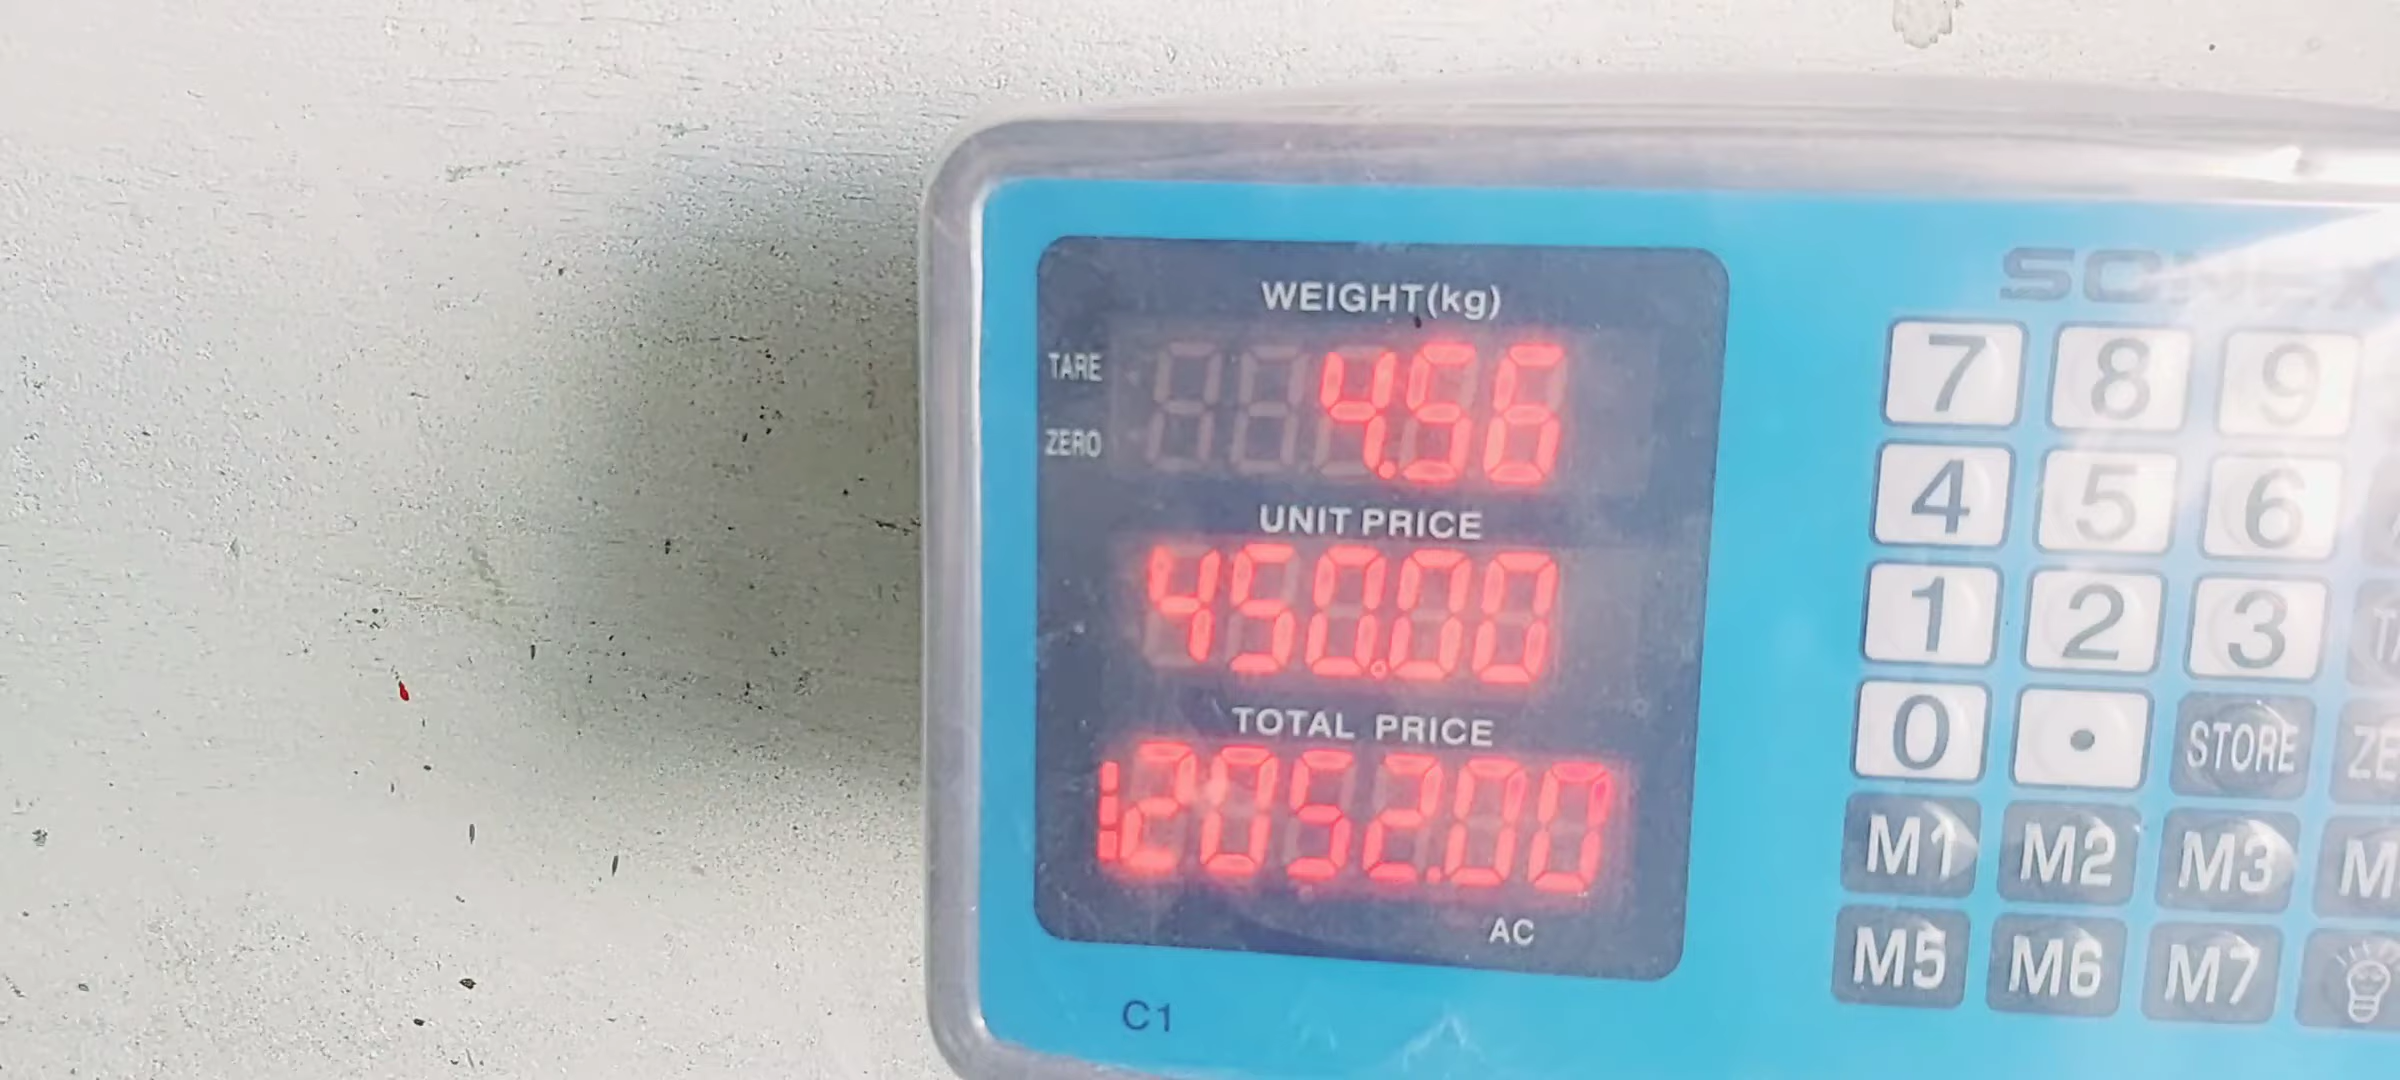 WEIGHT(kg)
TARE
ZERO
4.56
UNIT PRICE
450.00
TOTAL PRICE
2052.00
AC
C1
7 8 9
4 5 6
1 2 3
0 • STORE
M1 M2 M3
M5 M6 M7